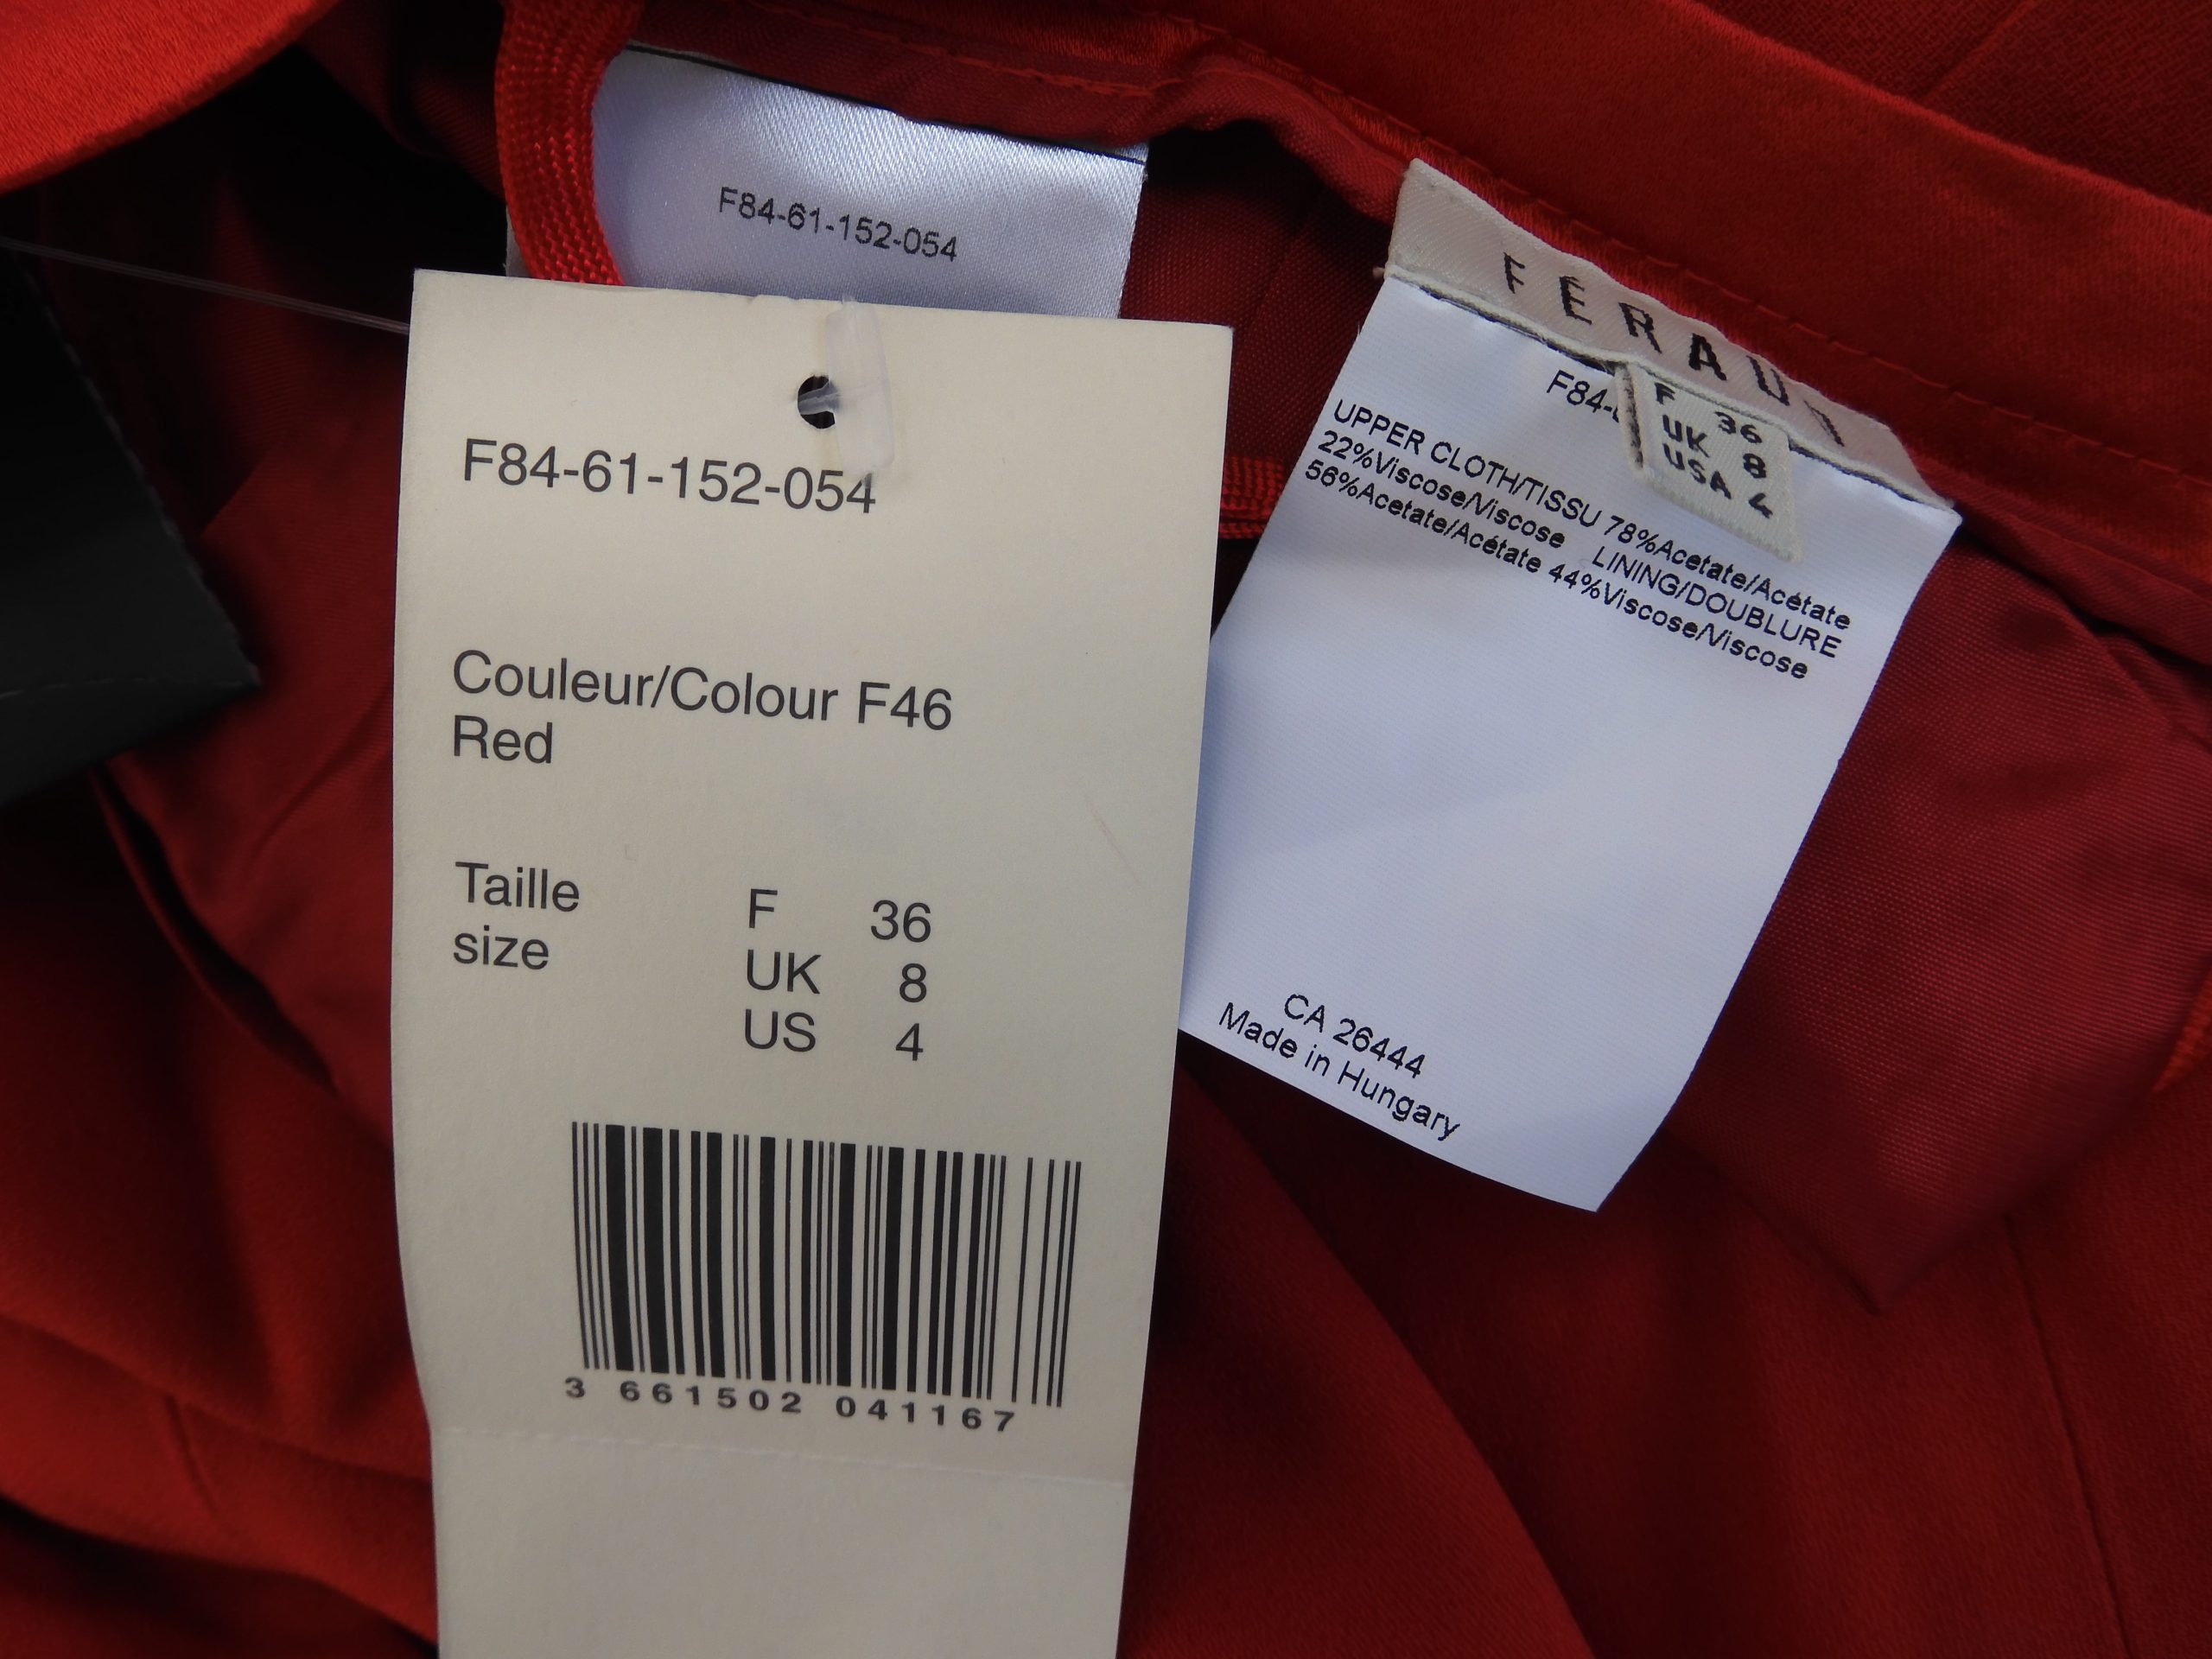 F84-61-152-054
F84-61-152-054
Couleur/Colour F46
Red
Taille
size
F 36
UK 8
US 4
3 661502 041167
FÉRAUT
F 36
UK 8
USA 4
F84-
UPPER CLOTH/TISSU 78%Acetate/Acétate
22%Viscose/Viscose LINING/DOUBLURE
56%Acetate/Acétate 44%Viscose/Viscose
CA 26444
Made in Hungary